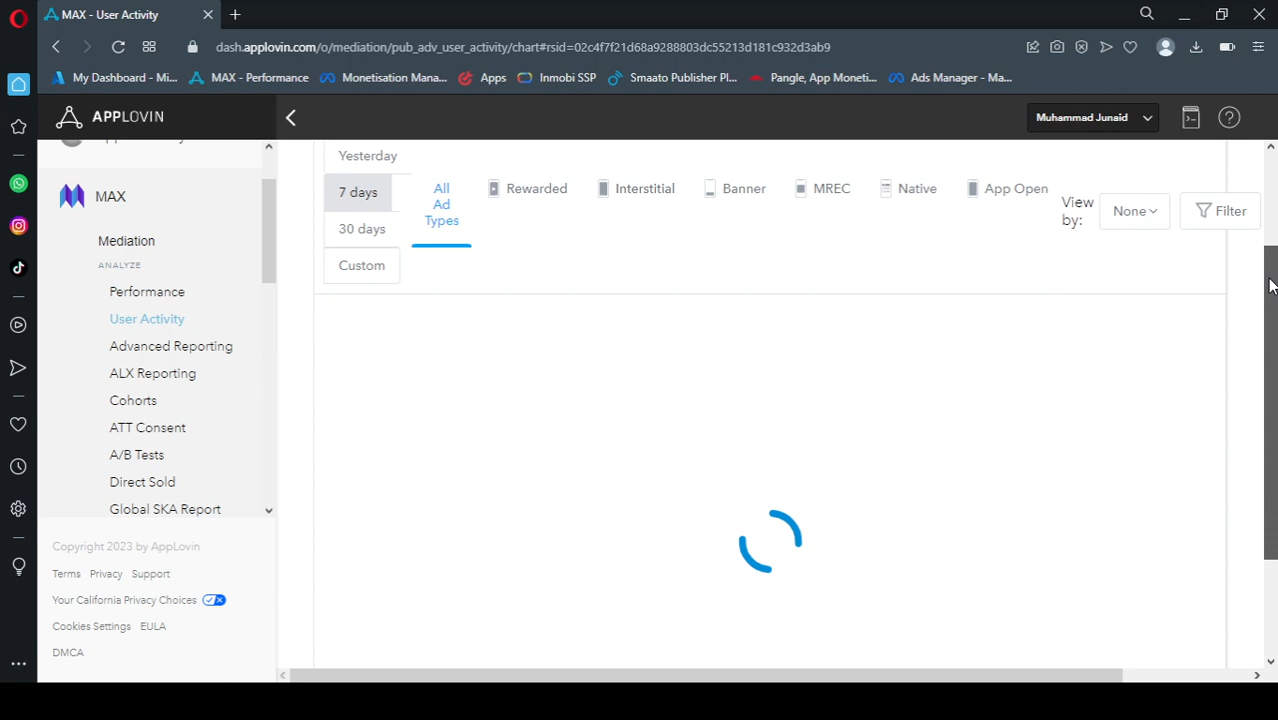 MAX - User Activity
dash.applovin.com/o/mediation/pub_adv_user_activity/chart#rsid=02c4f7f21d68a9288803dc55213d181c932d3ab9
My Dashboard - Mi... MAX - Performance Monetisation Mana... Apps Inmobi SSP Smaato Publisher Pl... Pangle, App Moneti... Ads Manager - Ma...
APPLOVIN Muhammad Junaid
MAX
Mediation
ANALYZE
Performance
User Activity
Advanced Reporting
ALX Reporting
Cohorts
ATT Consent
A/B Tests
Direct Sold
Global SKA Report
Copyright 2023 by AppLovin
Terms Privacy Support
Your California Privacy Choices
Cookies Settings EULA
DMCA
Yesterday
7 days
30 days
Custom
All
Ad
Types
Rewarded Interstitial Banner MREC Native App Open
View
by:
None
Filter